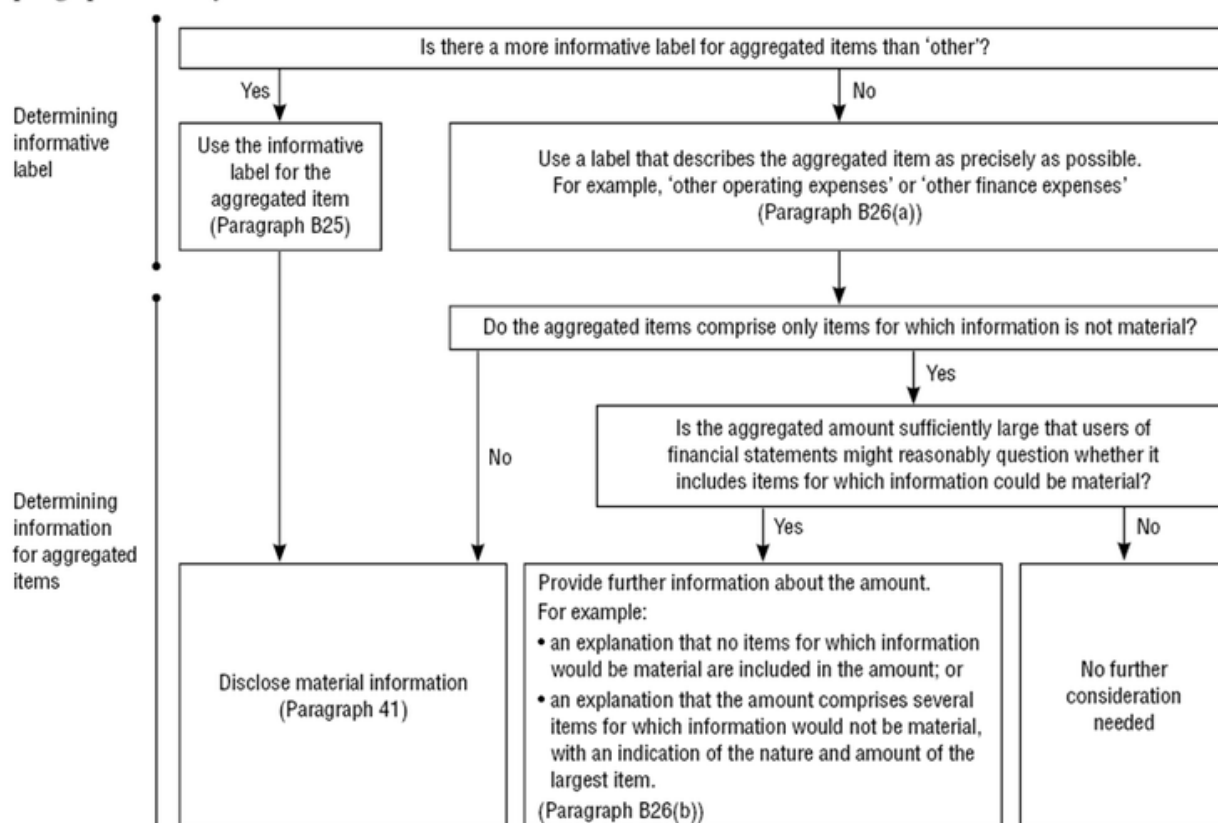 Is there a more informative label for aggregated items than ‘other’?
Yes
No
Determining
informative
label
Use the informative
label for the
aggregated item
(Paragraph B25)
Use a label that describes the aggregated item as precisely as possible.
For example, ‘other operating expenses’ or ‘other finance expenses’
(Paragraph B26(a))
Do the aggregated items comprise only items for which information is not material?
No
Yes
Is the aggregated amount sufficiently large that users of
financial statements might reasonably question whether it
includes items for which information could be material?
Determining
information
for aggregated
items
Yes
No
Disclose material information
(Paragraph 41)
Provide further information about the amount.
For example:
• an explanation that no items for which information
would be material are included in the amount; or
• an explanation that the amount comprises several
items for which information would not be material,
with an indication of the nature and amount of the
largest item.
(Paragraph B26(b))
No further
consideration
needed